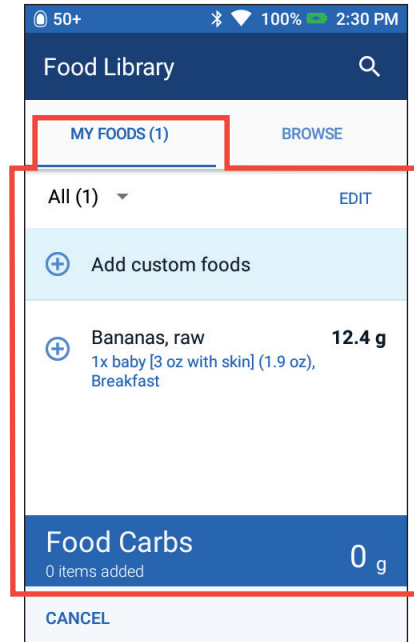 50+ 100% 2:30 PM
Food Library
MY FOODS (1) BROWSE
All (1) EDIT
Add custom foods
Bananas, raw 12.4 g
1x baby [3 oz with skin] (1.9 oz),
Breakfast
Food Carbs 0 g
0 items added
CANCEL